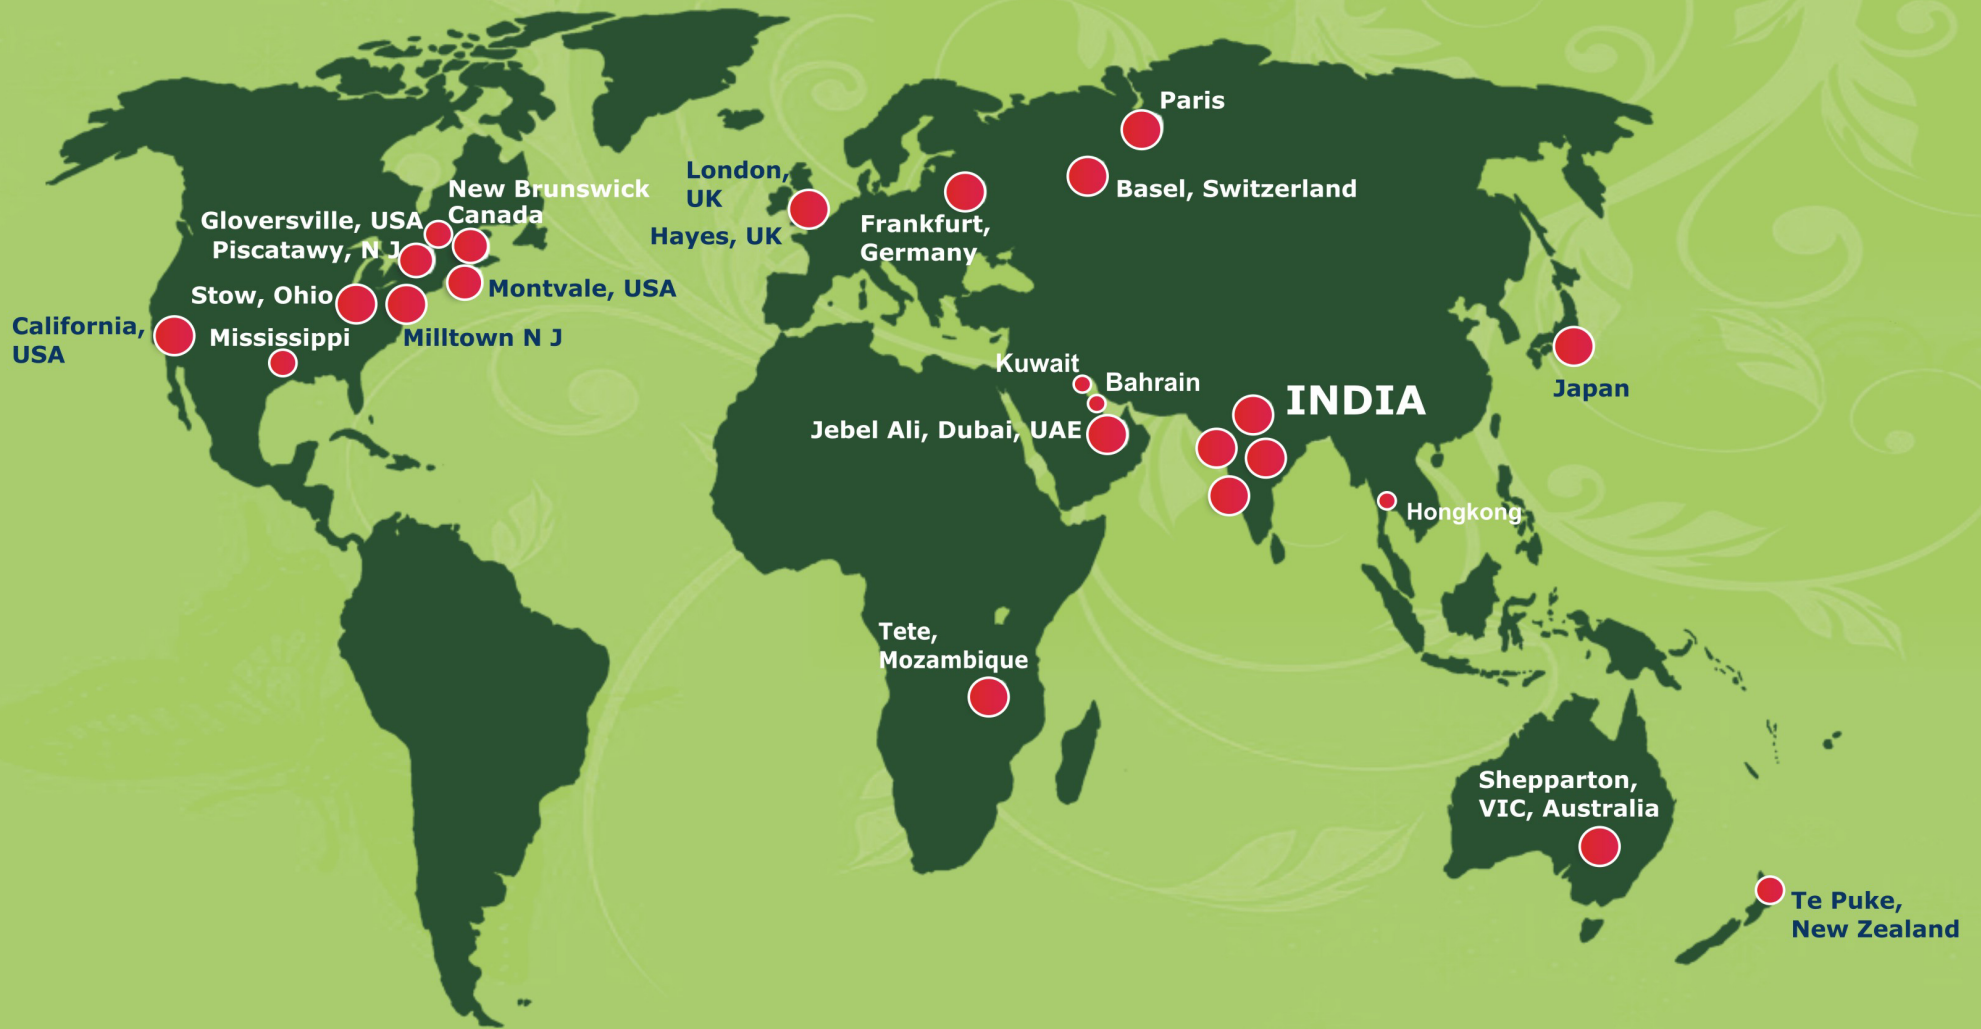 Paris
London,
UK
Hayes, UK
New Brunswick
Canada
Gloversville, USA
Piscatawy, N J
Basel, Switzerland
Frankfurt,
Germany
Montvale, USA
Stow, Ohio
California,
USA
Mississippi
Milltown N J
Kuwait
Bahrain
INDIA
Japan
Jebel Ali, Dubai, UAE
Hongkong
Tete,
Mozambique
Shepparton,
VIC, Australia
Te Puke,
New Zealand